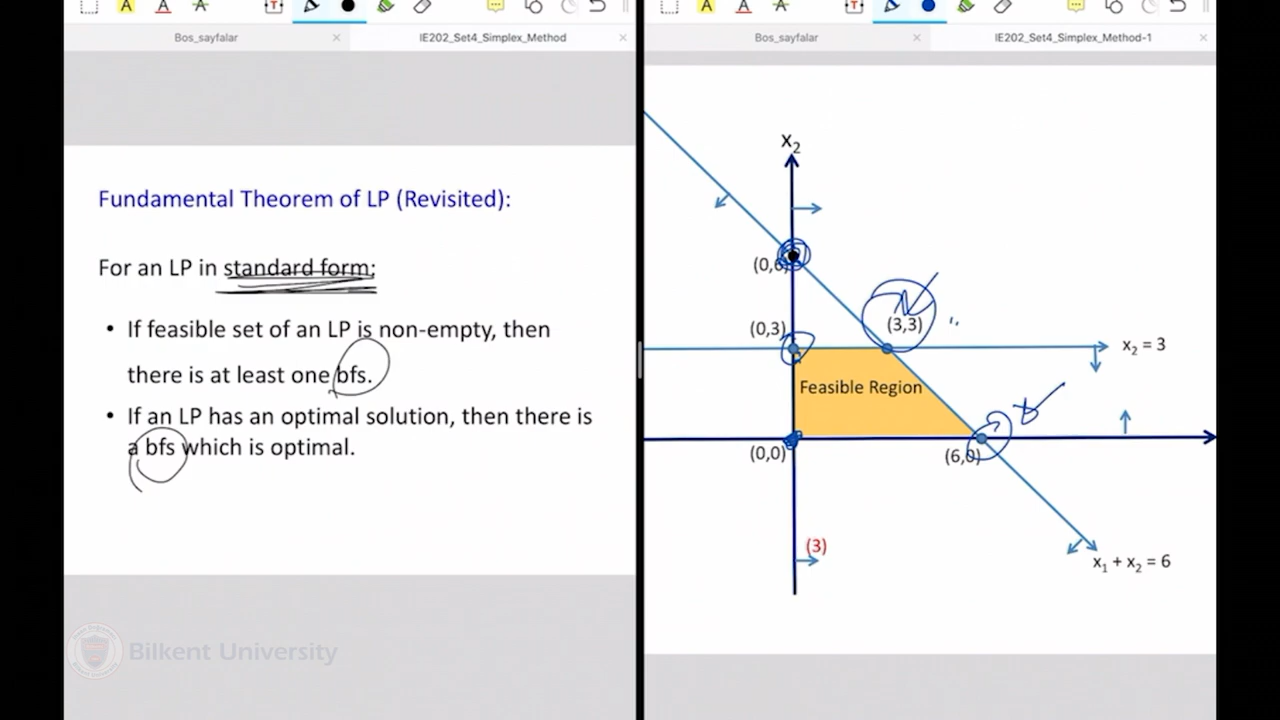 Bos_sayfalar
IE202_Set4_Simplex_Method
Bos_sayfalar
IE202_Set4_Simplex_Method-1
Fundamental Theorem of LP (Revisited):
For an LP in standard form;
• If feasible set of an LP is non-empty, then
there is at least one bfs.
• If an LP has an optimal solution, then there is
a bfs which is optimal.
Bilkent University
x2
(0,6)
(0,3)
(3,3)
x2 = 3
Feasible Region
(0,0)
(6,0)
(3)
x1 + x2 = 6